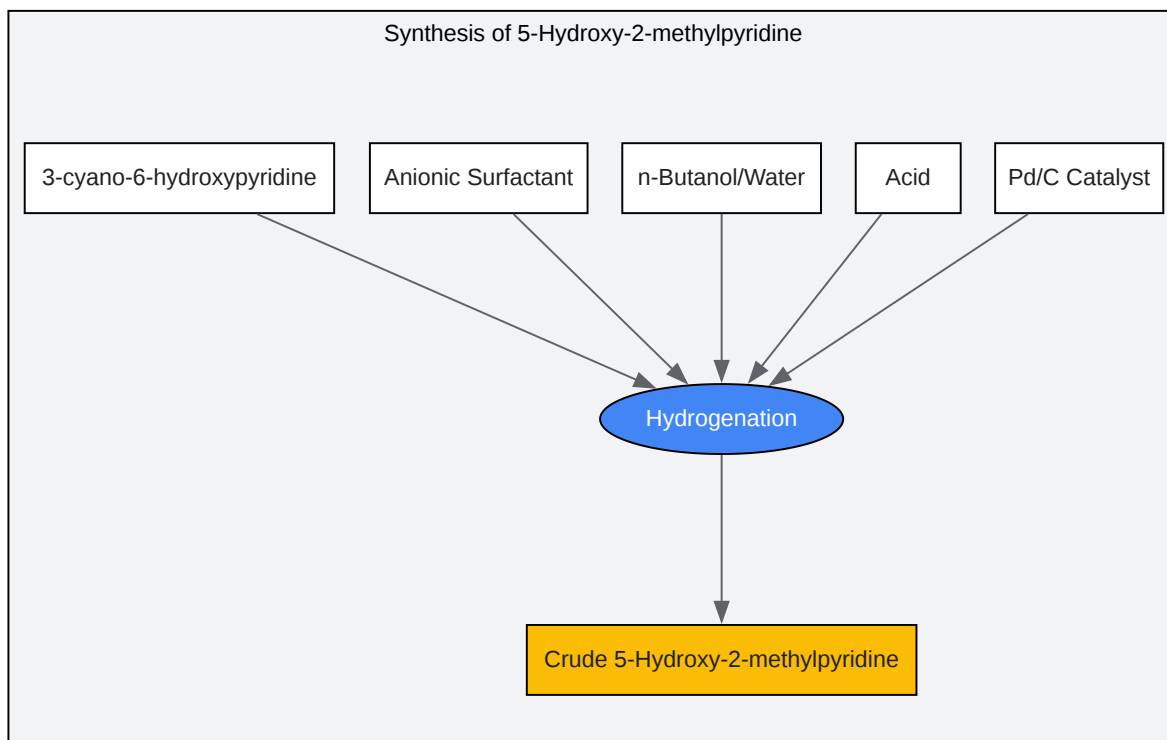 Synthesis of 5-Hydroxy-2-methylpyridine
3-cyano-6-hydroxypyridine
Anionic Surfactant
n-Butanol/Water
Acid
Pd/C Catalyst
Hydrogenation
Crude 5-Hydroxy-2-methylpyridine